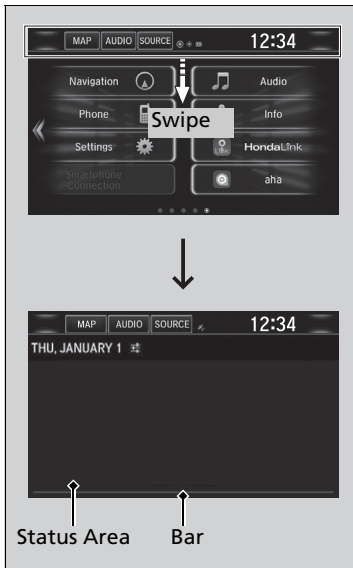 MAP AUDIO SOURCE 12:34
Navigation Audio
Phone Info
Swipe
Settings HondaLink
Smartphone
Connection
aha
MAP AUDIO SOURCE 12:34
THU, JANUARY 1
Status Area Bar